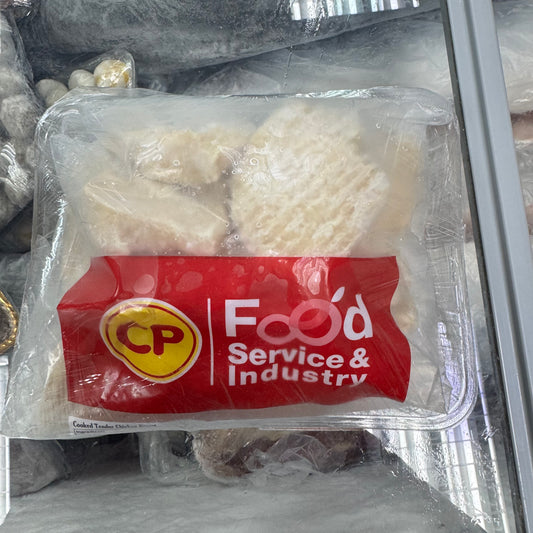 CP
Food
Service &
Industry
Cooked Tender Chicken